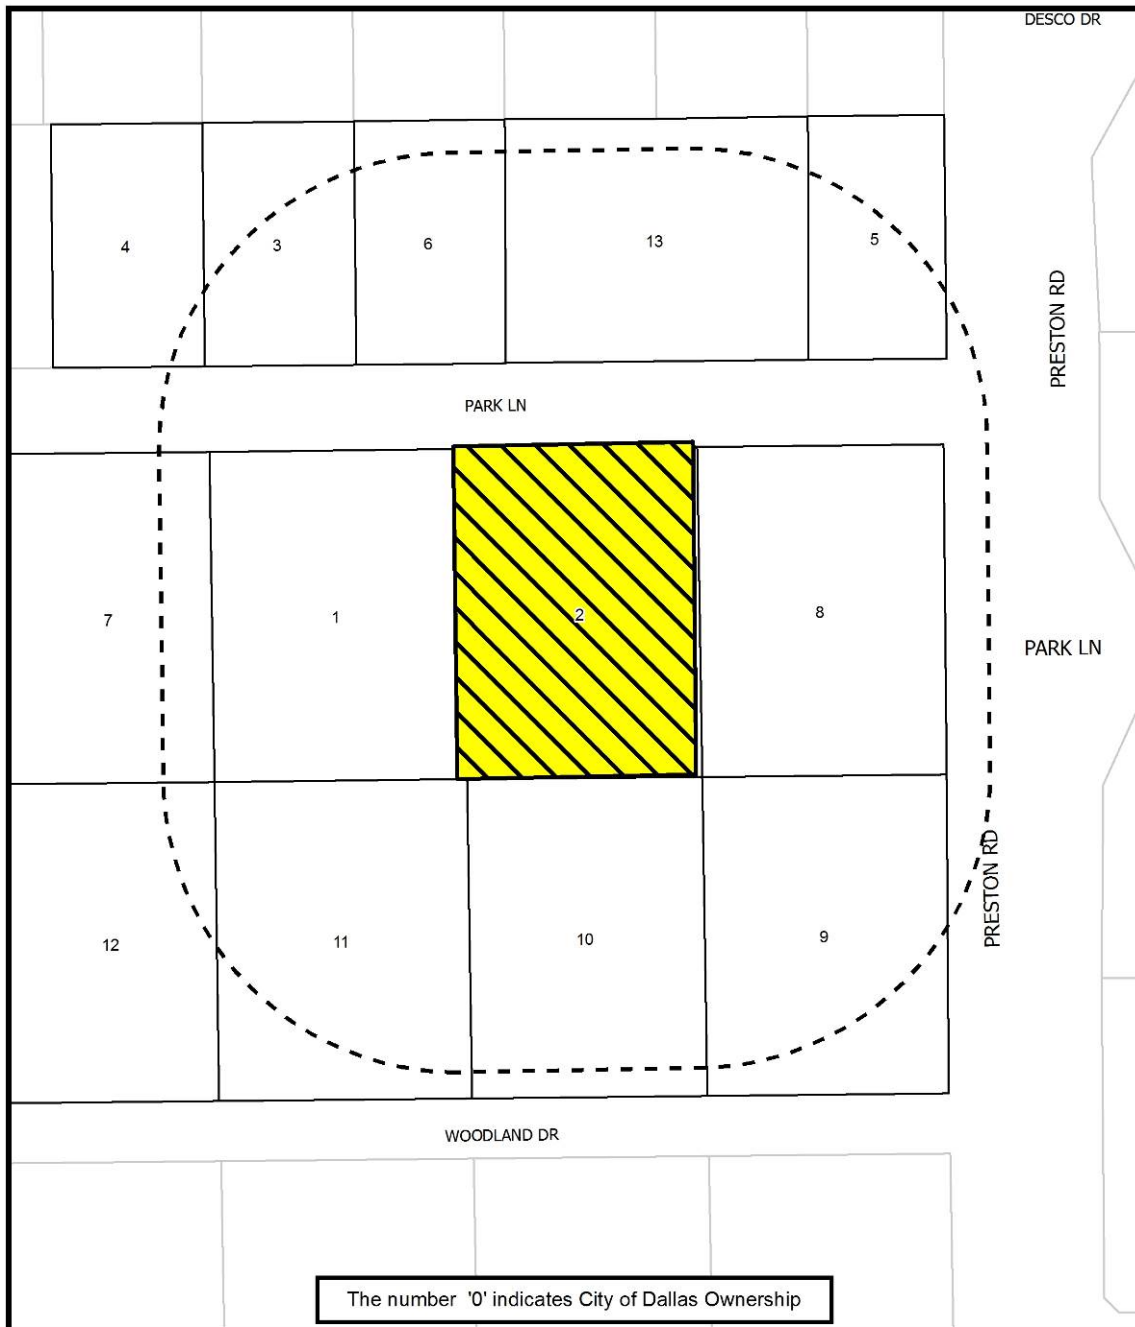 DESCO DR
4
3
6
13
5
PRESTON RD
PARK LN
7
1
2
8
PARK LN
12
11
10
9
PRESTON RD
WOODLAND DR
The number '0' indicates City of Dallas Ownership